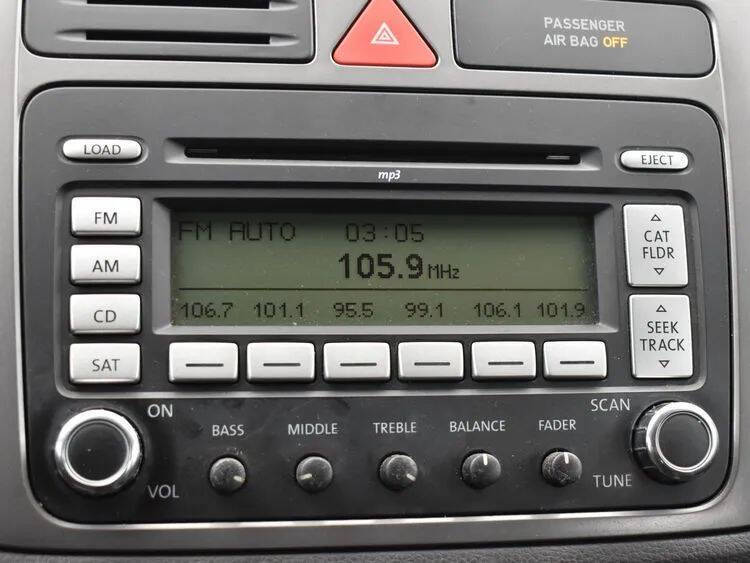 PASSENGER
AIR BAG OFF
LOAD
EJECT
mp3
FM
AM
CD
SAT
FM AUTO 03:05
105.9 MHz
106.7 101.1 95.5 99.1 106.1 101.9
CAT
FLDR
SEEK
TRACK
ON
VOL
BASS
MIDDLE
TREBLE
BALANCE
FADER
SCAN
TUNE